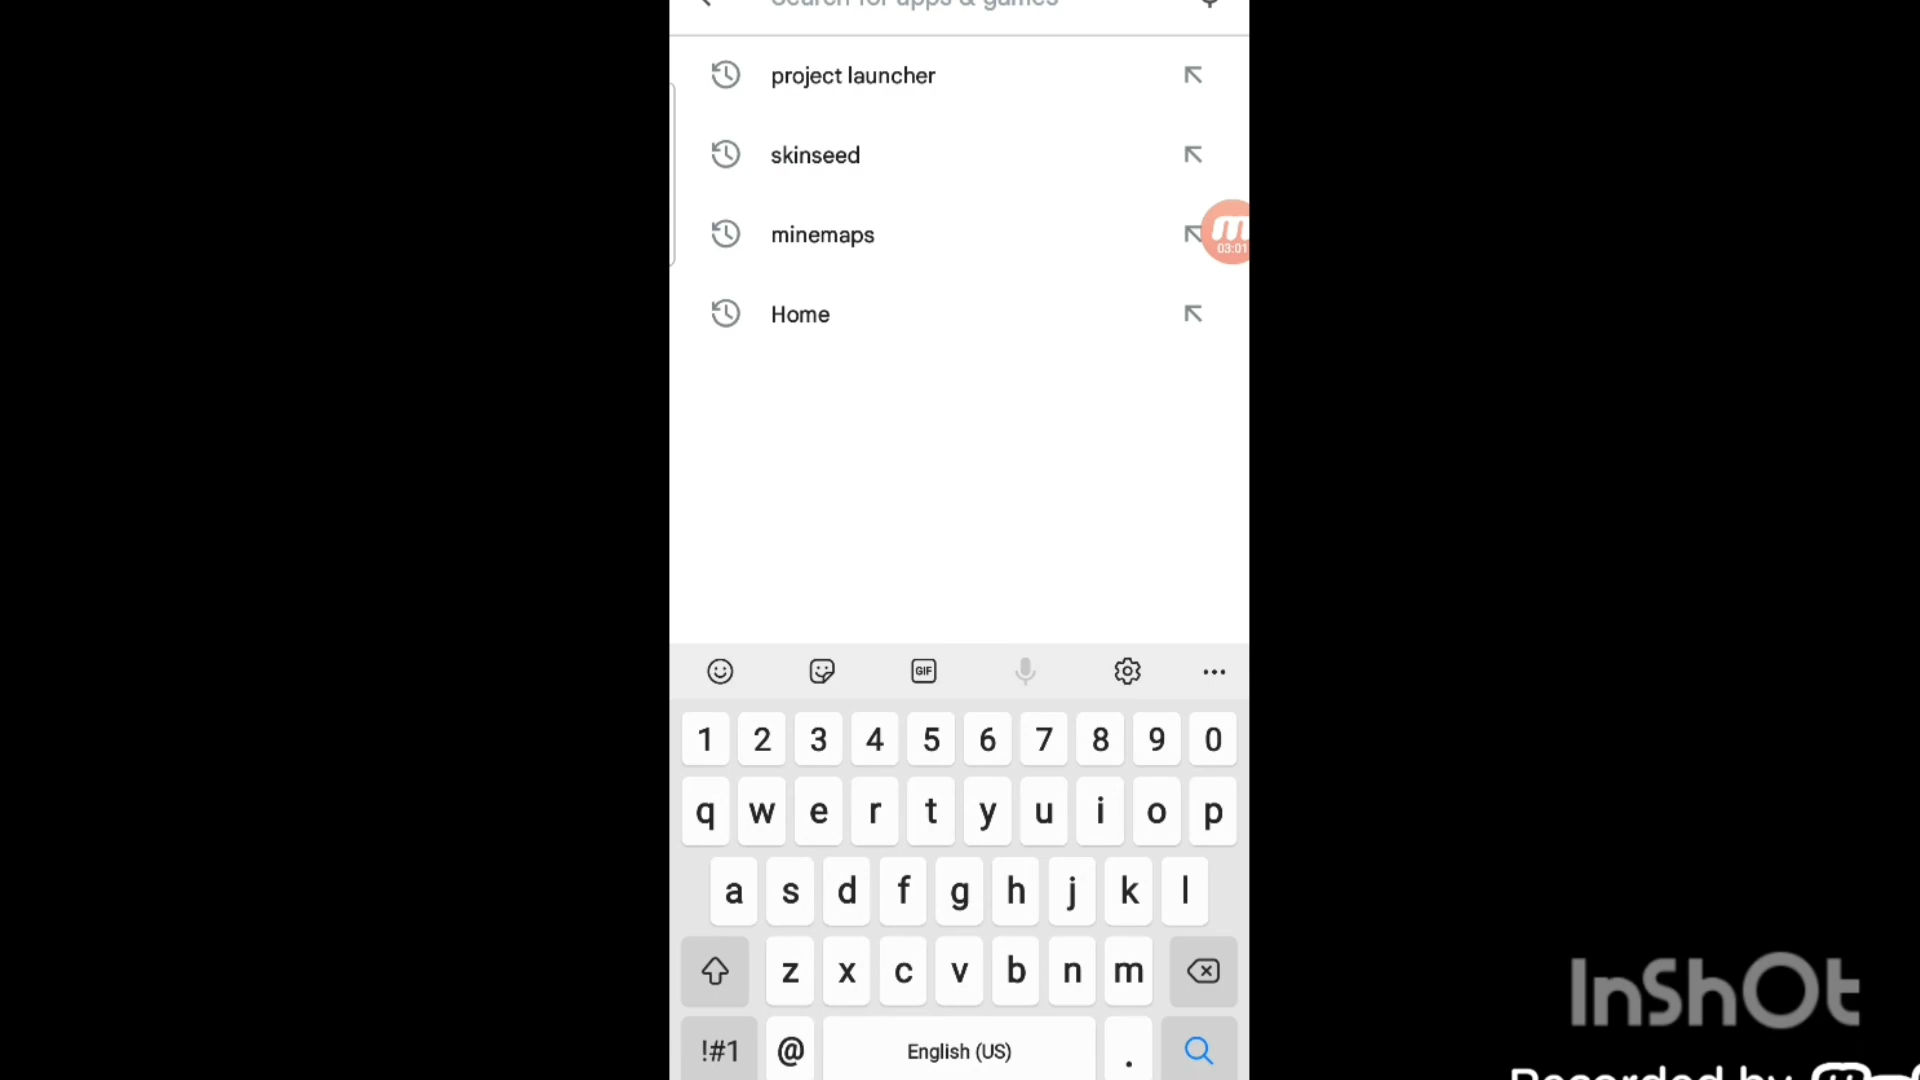 Search for apps & games
project launcher
skinseed
minemaps
03:01
Home
GIF
1 2 3 4 5 6 7 8 9 0
q w e r t y u i o p
a s d f g h j k l
z x c v b n m
!#1 @ English (US) .
InShOt
Recorded by